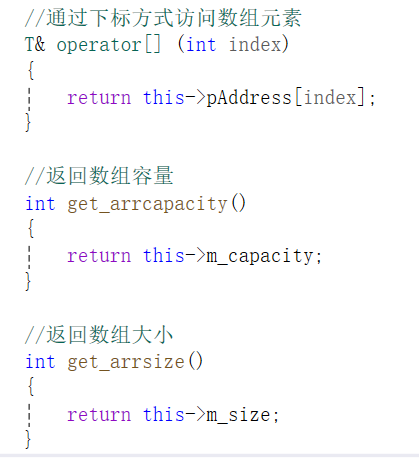 //通过下标方式访问数组元素
T& operator[] (int index)
{
    return this->pAddress[index];
}

//返回数组容量
int get_arrcapacity()
{
    return this->m_capacity;
}

//返回数组大小
int get_arrsize()
{
    return this->m_size;
}